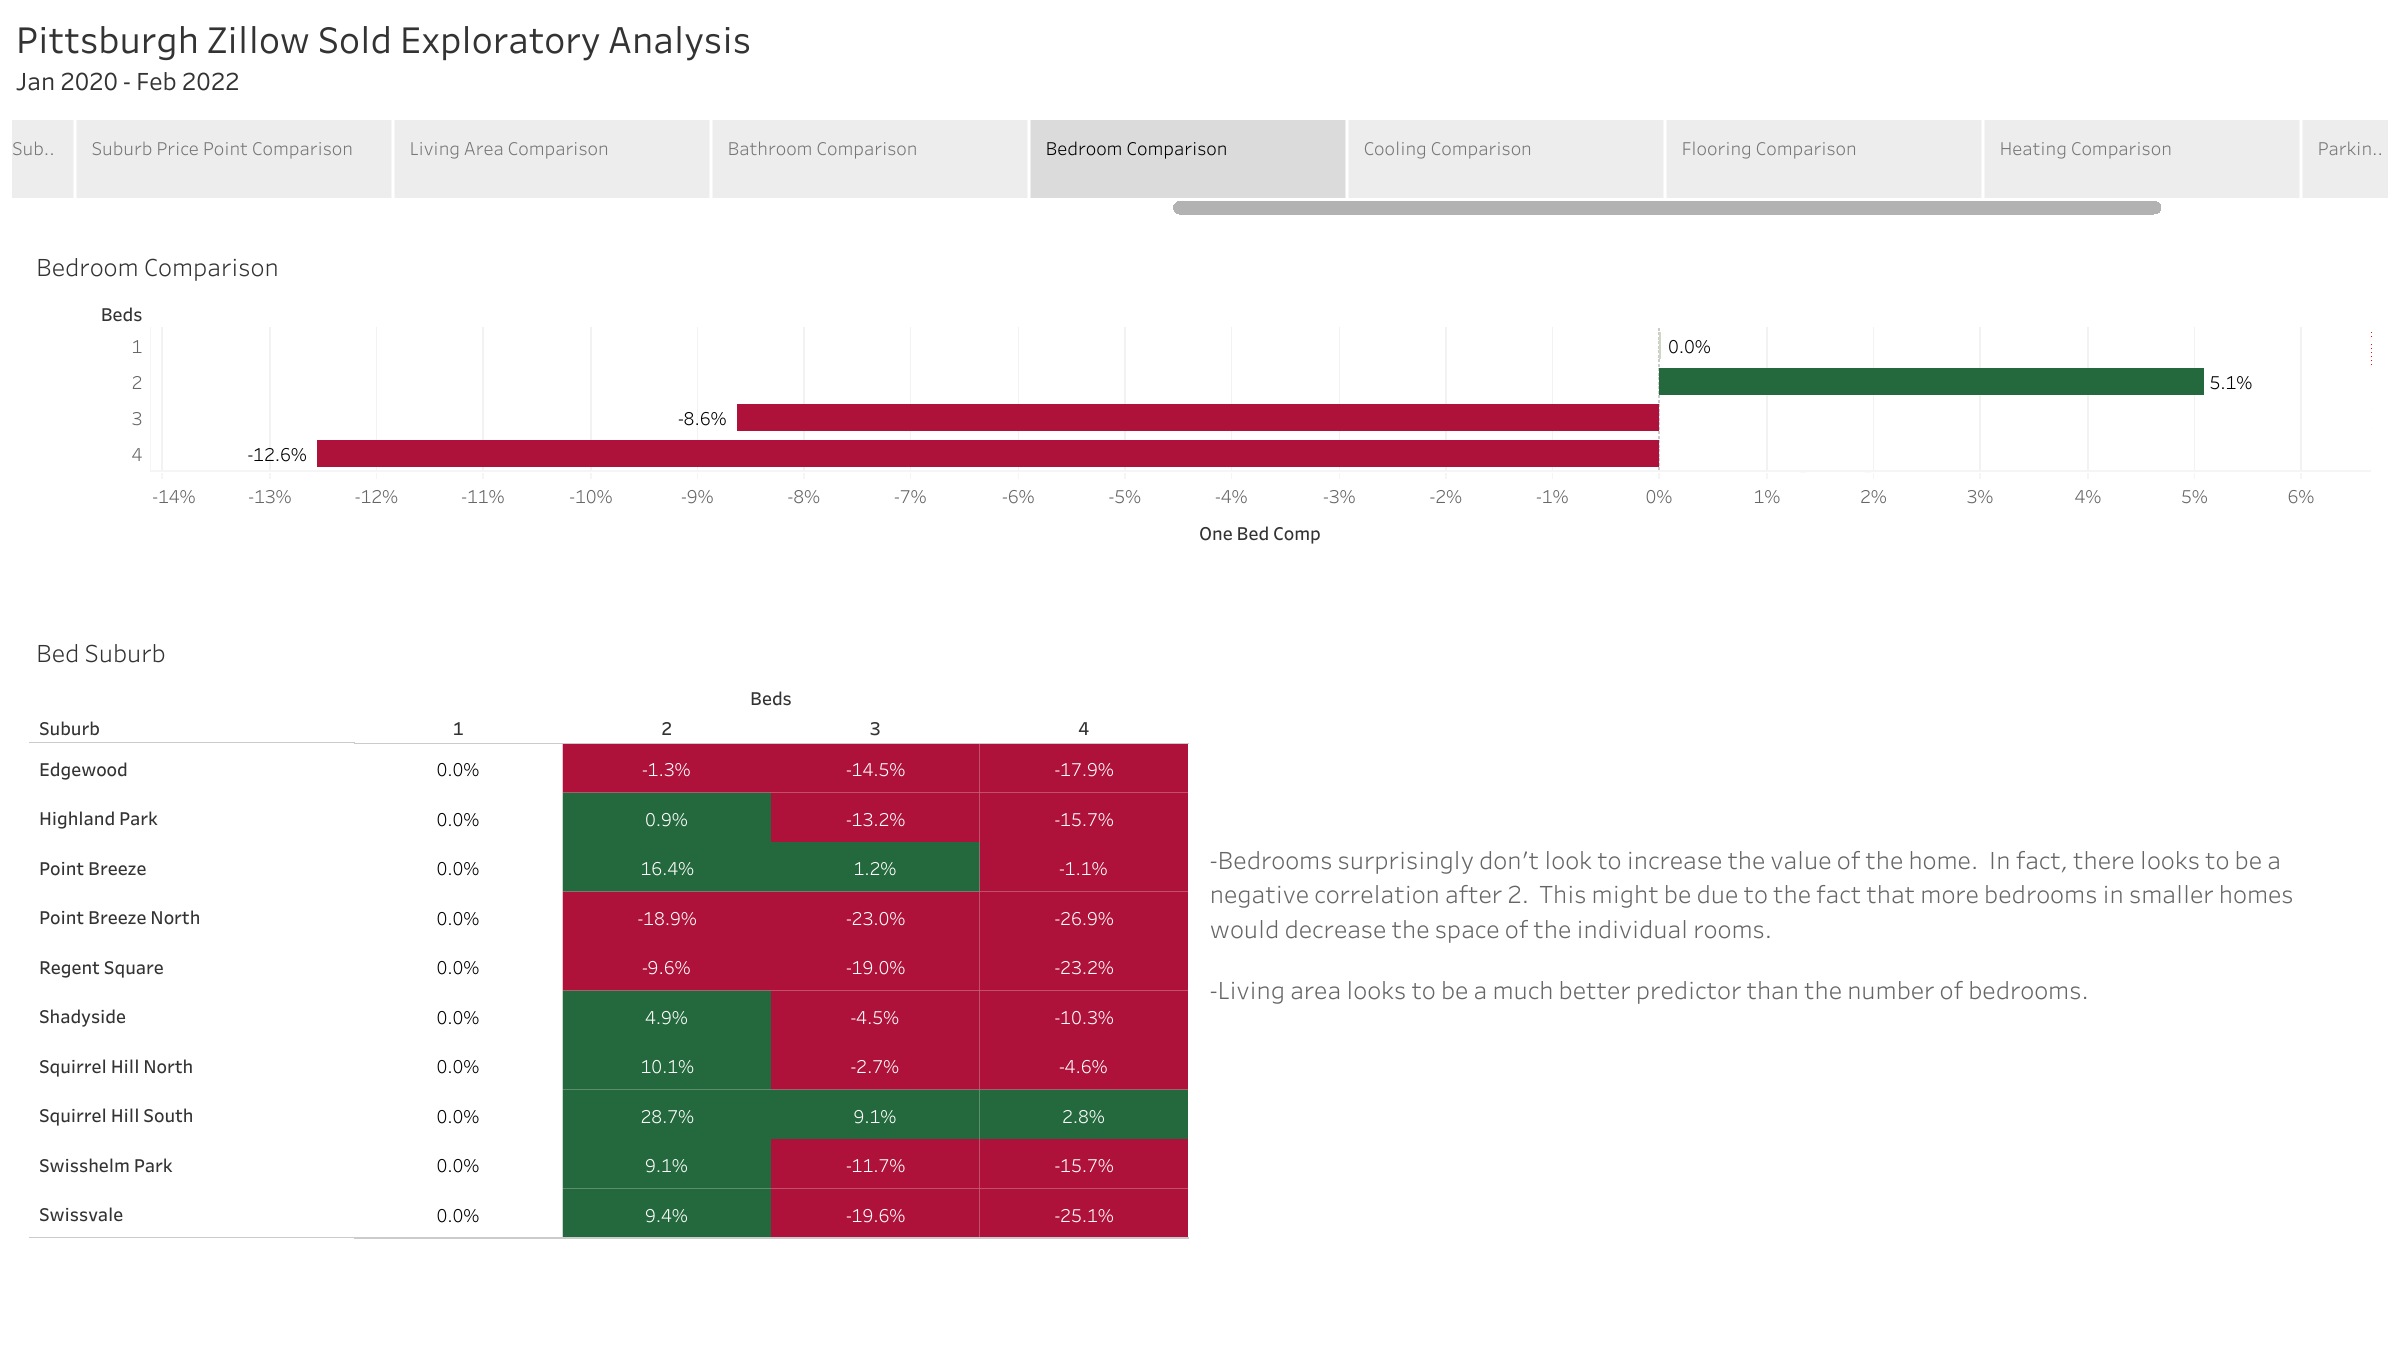 Pittsburgh Zillow Sold Exploratory Analysis
Jan 2020 - Feb 2022
Sub.. Suburb Price Point Comparison Living Area Comparison Bathroom Comparison Bedroom Comparison Cooling Comparison Flooring Comparison Heating Comparison Parkin..
Bedroom Comparison
Beds
1 0.0%
2 5.1%
3 -8.6%
4 -12.6%
-14% -13% -12% -11% -10% -9% -8% -7% -6% -5% -4% -3% -2% -1% 0% 1% 2% 3% 4% 5% 6%
One Bed Comp
Bed Suburb
Beds
Suburb 1 2 3 4
Edgewood 0.0% -1.3% -14.5% -17.9%
Highland Park 0.0% 0.9% -13.2% -15.7%
Point Breeze 0.0% 16.4% 1.2% -1.1%
Point Breeze North 0.0% -18.9% -23.0% -26.9%
Regent Square 0.0% -9.6% -19.0% -23.2%
Shadyside 0.0% 4.9% -4.5% -10.3%
Squirrel Hill North 0.0% 10.1% -2.7% -4.6%
Squirrel Hill South 0.0% 28.7% 9.1% 2.8%
Swisshelm Park 0.0% 9.1% -11.7% -15.7%
Swissvale 0.0% 9.4% -19.6% -25.1%
-Bedrooms surprisingly don't look to increase the value of the home.  In fact, there looks to be a
negative correlation after 2.  This might be due to the fact that more bedrooms in smaller homes
would decrease the space of the individual rooms.
-Living area looks to be a much better predictor than the number of bedrooms.